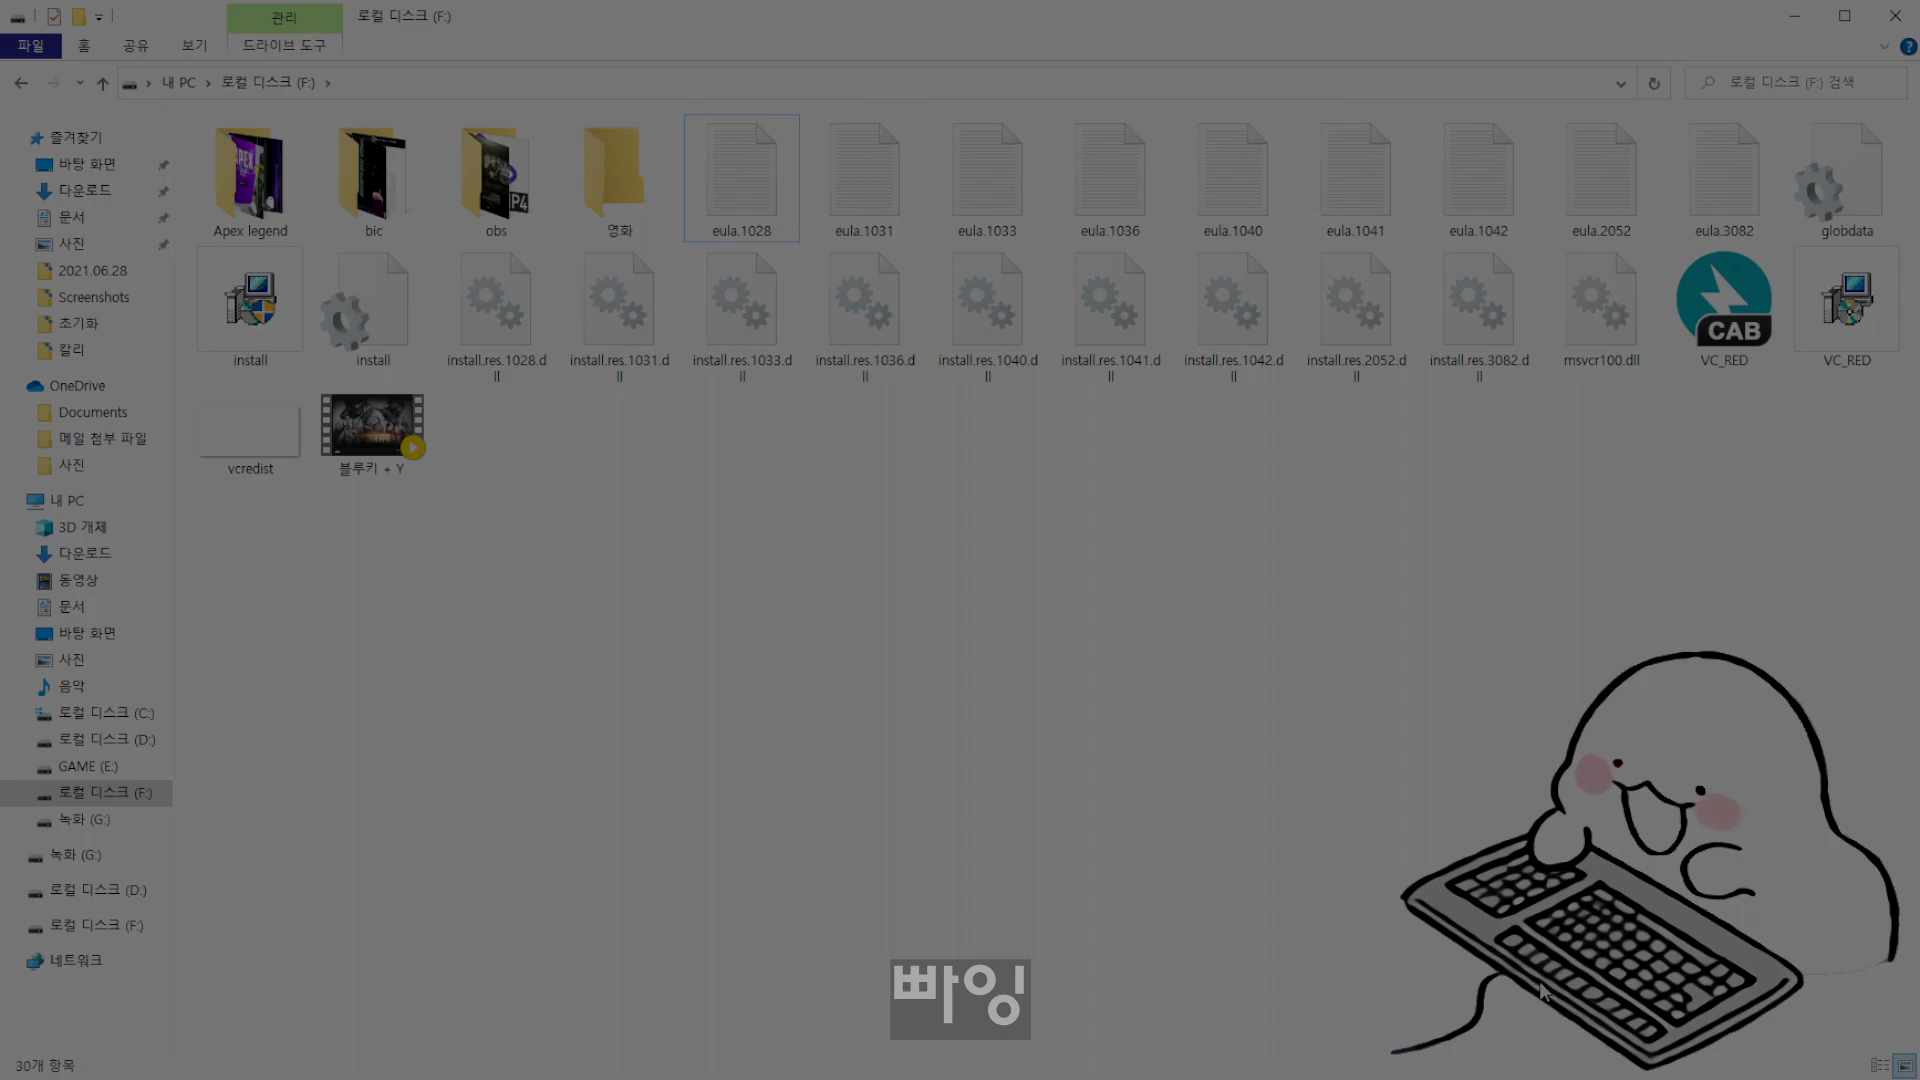 관리
로컬 디스크 (F:)
파일
홈
공유
보기
드라이브 도구
내 PC
로컬 디스크 (F:)
로컬 디스크 (F:) 검색
즐겨찾기
바탕 화면
다운로드
문서
사진
2021.06.28
Screenshots
초기화
칼리
OneDrive
Documents
메일 첨부 파일
사진
내 PC
3D 개체
다운로드
동영상
문서
바탕 화면
사진
음악
로컬 디스크 (C:)
로컬 디스크 (D:)
GAME (E:)
로컬 디스크 (F:)
녹화 (G:)
녹화 (G:)
로컬 디스크 (D:)
로컬 디스크 (F:)
네트워크
Apex legend
bic
obs
영화
eula.1028
eula.1031
eula.1033
eula.1036
eula.1040
eula.1041
eula.1042
eula.2052
eula.3082
globdata
install
install
install.res.1028.d
ll
install.res.1031.d
ll
install.res.1033.d
ll
install.res.1036.d
ll
install.res.1040.d
ll
install.res.1041.d
ll
install.res.1042.d
ll
install.res.2052.d
ll
install.res.3082.d
ll
msvcr100.dll
CAB
VC_RED
VC_RED
vcredist
블루키 + Y
빠잉
30개 항목